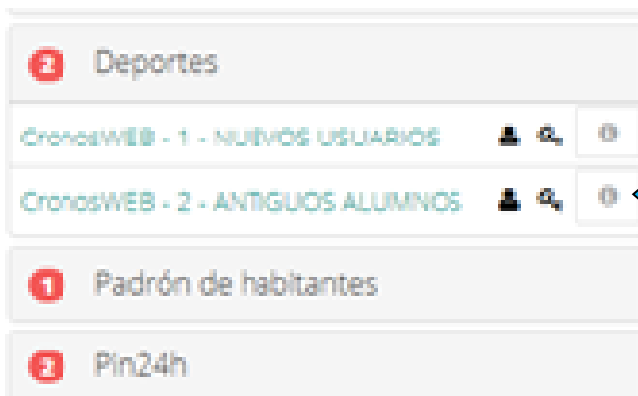 2 Deportes
CronosWEB - 1 - NUEVOS USUARIOS
CronosWEB - 2 - ANTIGUOS ALUMNOS
1 Padrón de habitantes
2 Pin24h